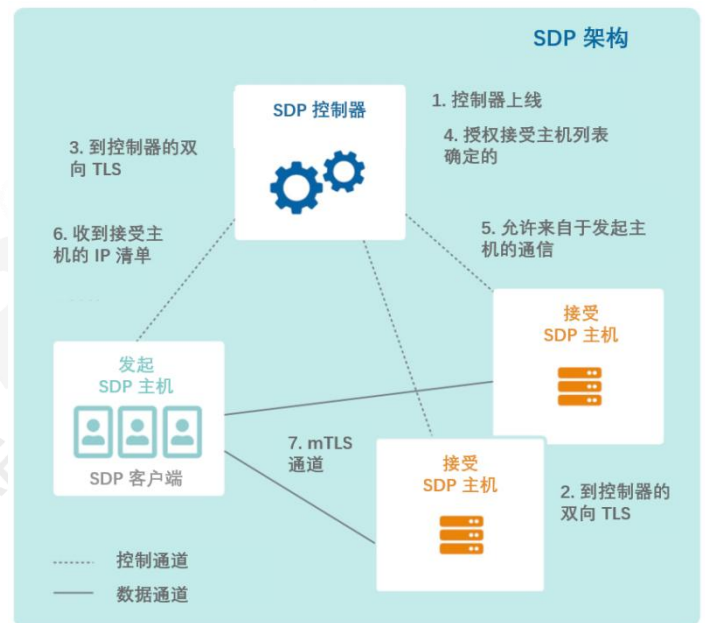 SDP 架构
SDP 控制器
1. 控制器上线
4. 授权接受主机列表
确定的
3. 到控制器的双
向 TLS
6. 收到接受主
机的 IP 清单
5. 允许来自于发起主
机的通信
接受
SDP 主机
发起
SDP 主机
SDP 客户端
7. mTLS
通道
接受
SDP 主机
2. 到控制器的
双向 TLS
控制通道
数据通道